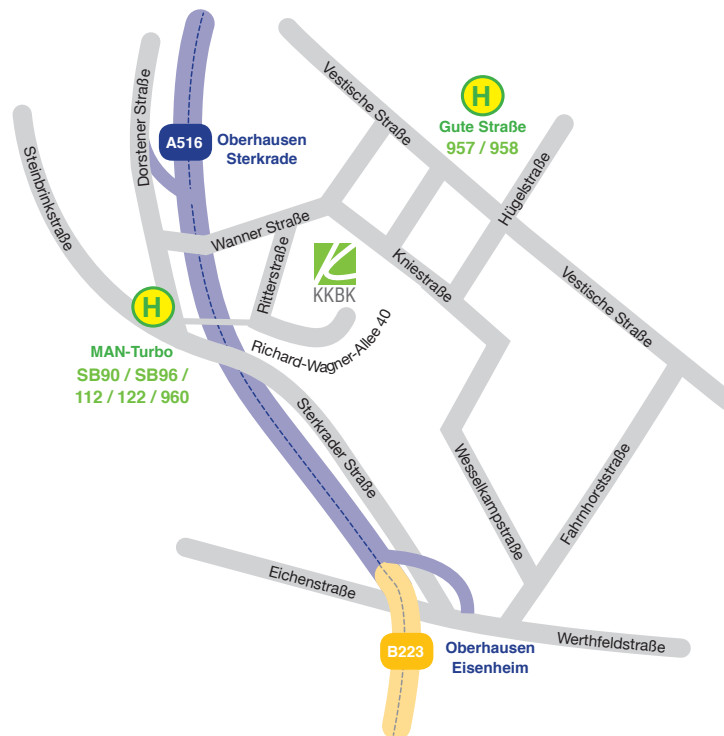 Vestische Straße
H
Gute Straße
957 / 958
Dorstener Straße
A516
Oberhausen
Sterkrade
Steinbrinkstraße
Hügelstraße
Wanner Straße
Ritterstraße
KKBK
Kniestraße
Vestische Straße
H
MAN-Turbo
SB90 / SB96 /
112 / 122 / 960
Richard-Wagner-Allee 40
Sterkrader Straße
Wesselkampstraße
Fahrnhorststraße
Eichenstraße
Werthfeldstraße
B223
Oberhausen
Eisenheim